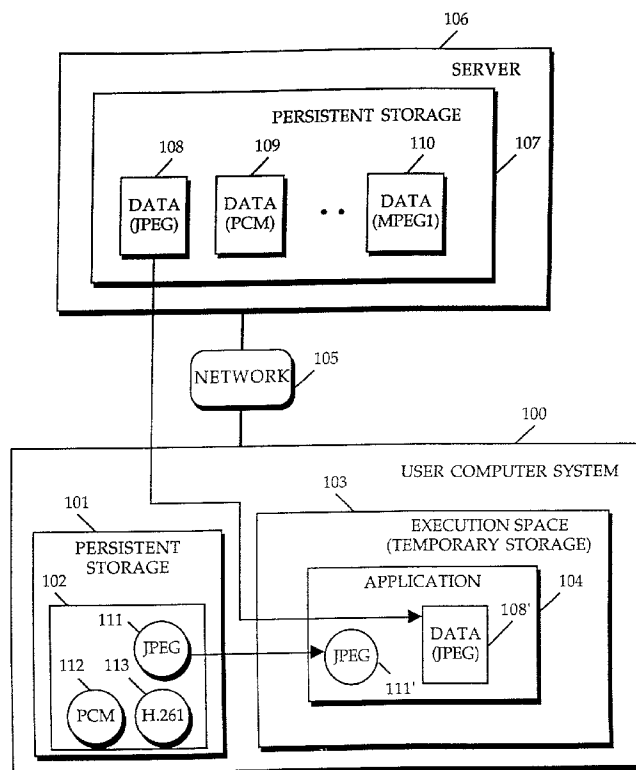 106
SERVER
PERSISTENT STORAGE
108
109
110
107
DATA
(JPEG)
DATA
(PCM)
DATA
(MPEG1)
NETWORK
105
100
USER COMPUTER SYSTEM
101
PERSISTENT
STORAGE
102
111
JPEG
112
113
PCM
H.261
103
EXECUTION SPACE
(TEMPORARY STORAGE)
APPLICATION
104
JPEG
111'
DATA
(JPEG)
108'